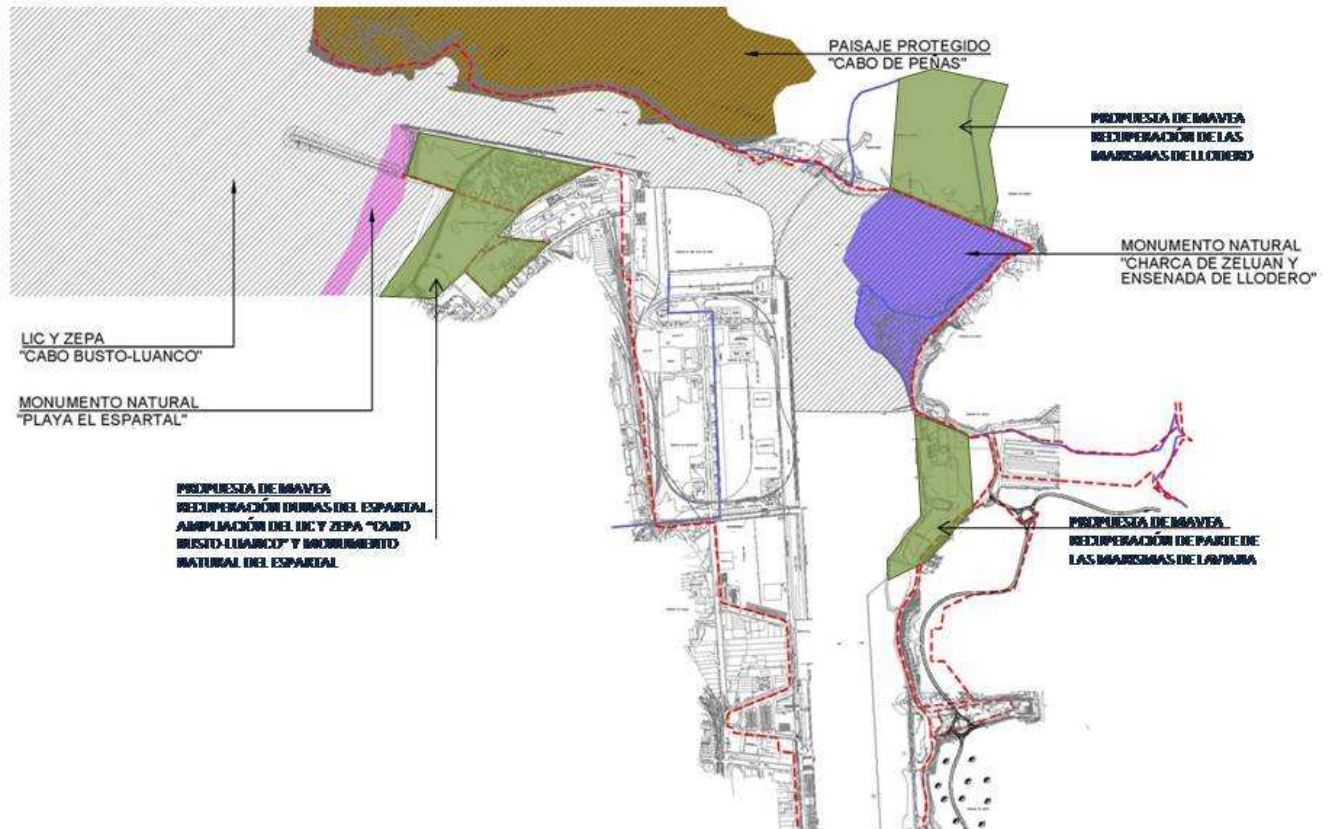 PAISAJE PROTEGIDO
"CABO DE PEÑAS"
PROPUESTA DE MAVEA
RECUPERACIÓN DE LAS
MARISMAS DE LLODERO
MONUMENTO NATURAL
"CHARCA DE ZELUAN Y
ENSENADA DE LLODERO"
LIC Y ZEPA
"CABO BUSTO-LUANCO"
MONUMENTO NATURAL
"PLAYA EL ESPARTAL"
PROPUESTA DE MAVEA
RECUPERACIÓN DUNAS DEL ESPARTAL.
AMPLIACIÓN DEL LIC Y ZEPA "CABO
BUSTO-LUANCO" Y MONUMENTO
NATURAL DEL ESPARTAL
PROPUESTA DE MAVEA
RECUPERACIÓN DE PARTE DE
LAS MARISMAS DE LAVIANA